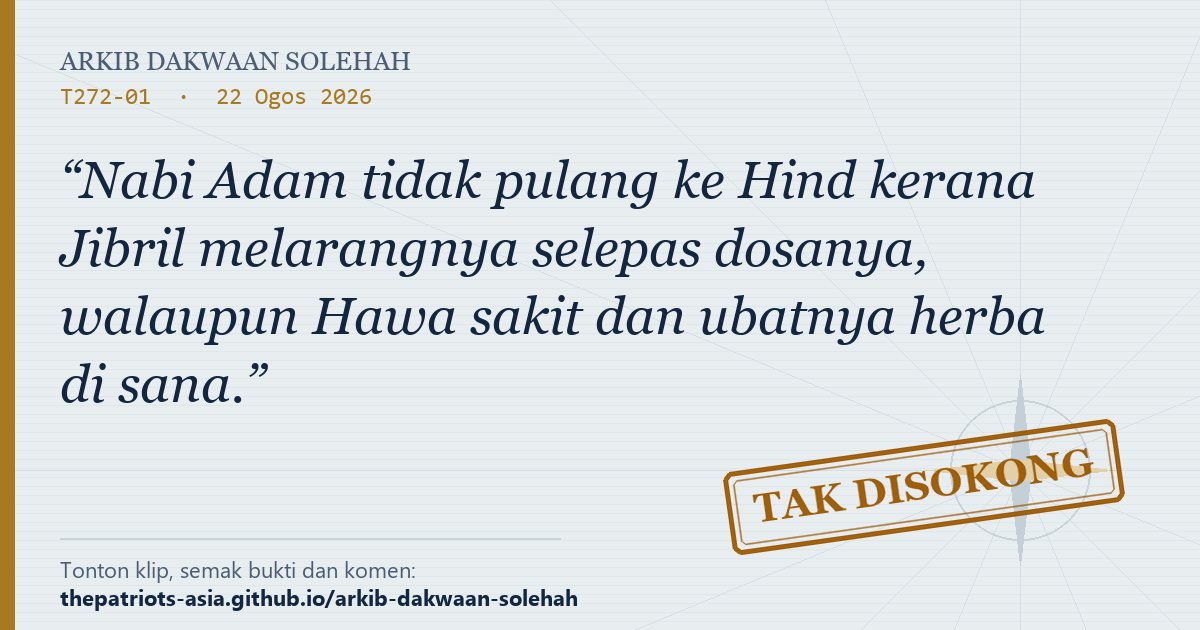 ARKIB DAKWAAN SOLEHAH
T272-01 · 22 Ogos 2026
“Nabi Adam tidak pulang ke Hind kerana
Jibril melarangnya selepas dosanya,
walaupun Hawa sakit dan ubatnya herba
di sana.”
TAK DISOKONG
Tonton klip, semak bukti dan komen:
thepatriots-asia.github.io/arkib-dakwaan-solehah